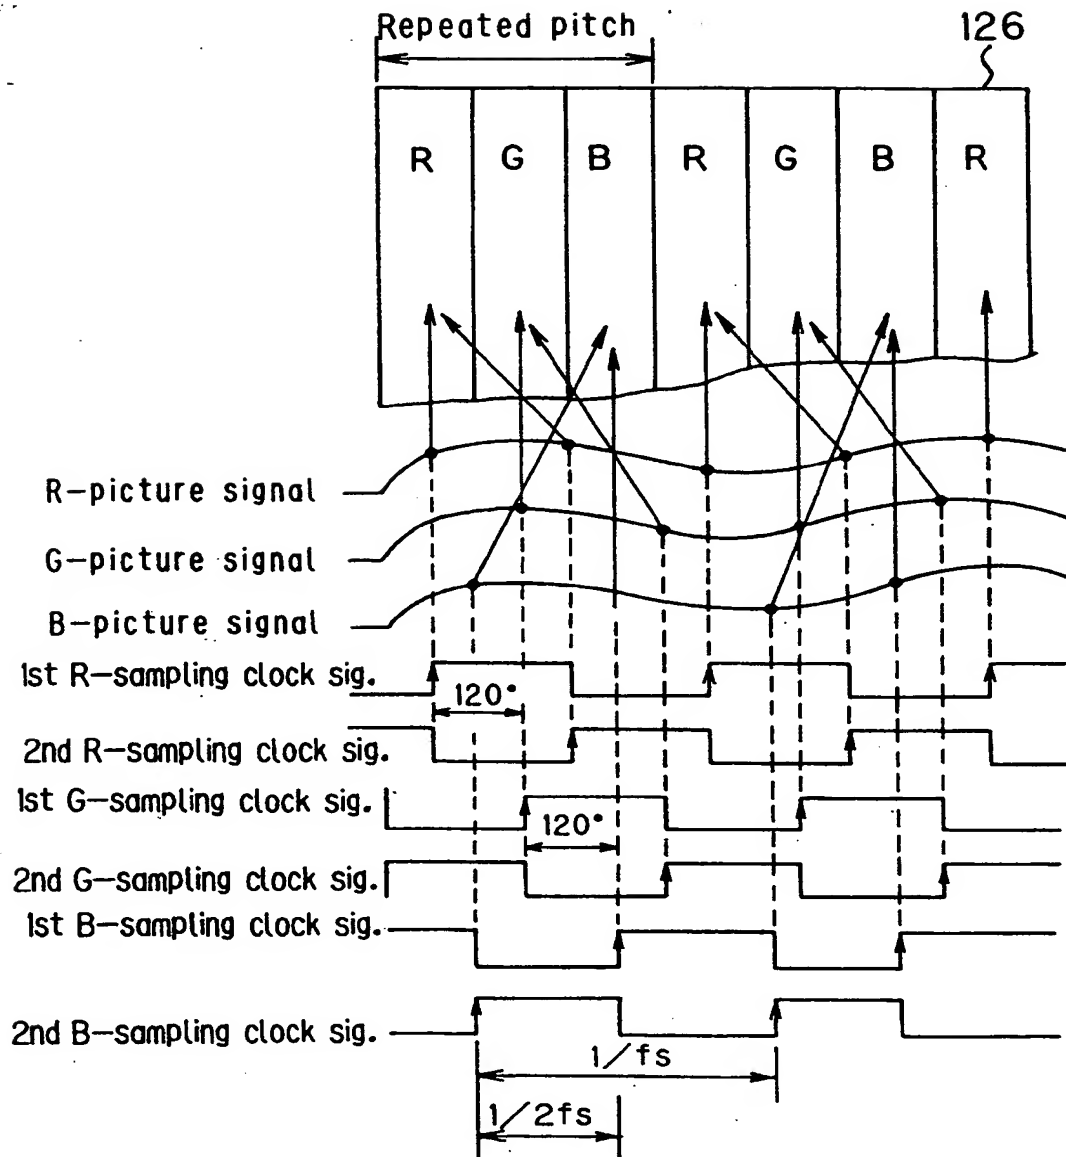 Repeated pitch
126
R G B R G B R
R-picture signal
G-picture signal
B-picture signal
1st R-sampling clock sig.
120°
2nd R-sampling clock sig.
1st G-sampling clock sig.
120°
2nd G-sampling clock sig.
1st B-sampling clock sig.
2nd B-sampling clock sig.
1/fs
1/2fs